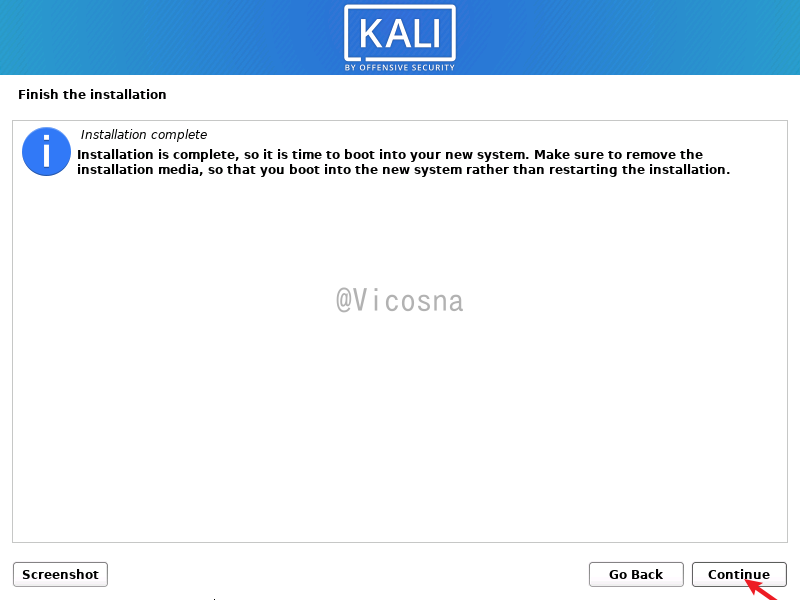 KALI
BY OFFENSIVE SECURITY
Finish the installation
Installation complete
Installation is complete, so it is time to boot into your new system. Make sure to remove the
installation media, so that you boot into the new system rather than restarting the installation.
@Vicosna
Screenshot
Go Back
Continue